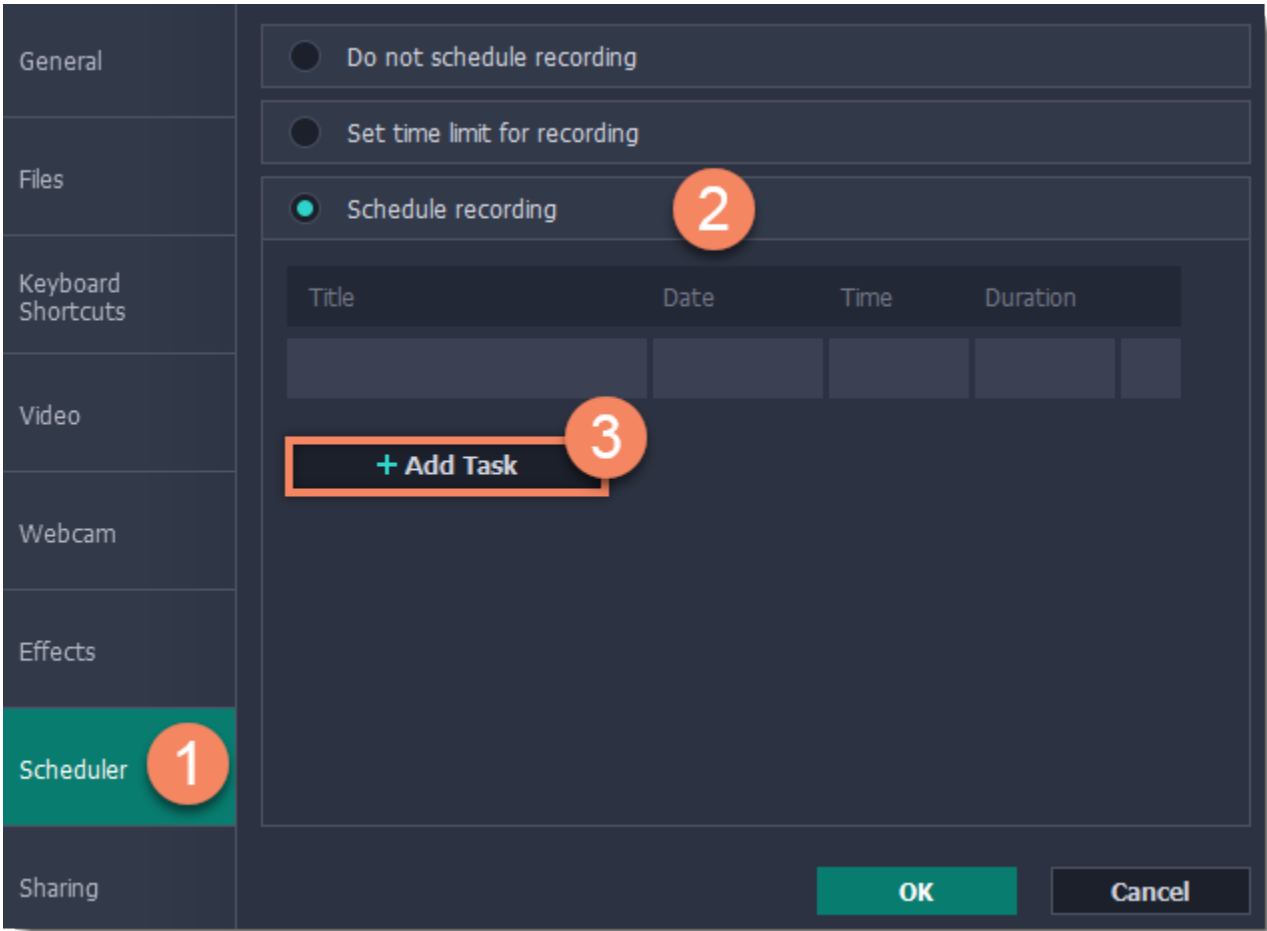 General
Files
Keyboard
Shortcuts
Video
Webcam
Effects
Scheduler 1
Sharing
Do not schedule recording
Set time limit for recording
Schedule recording 2
Title Date Time Duration
3
+ Add Task
OK Cancel